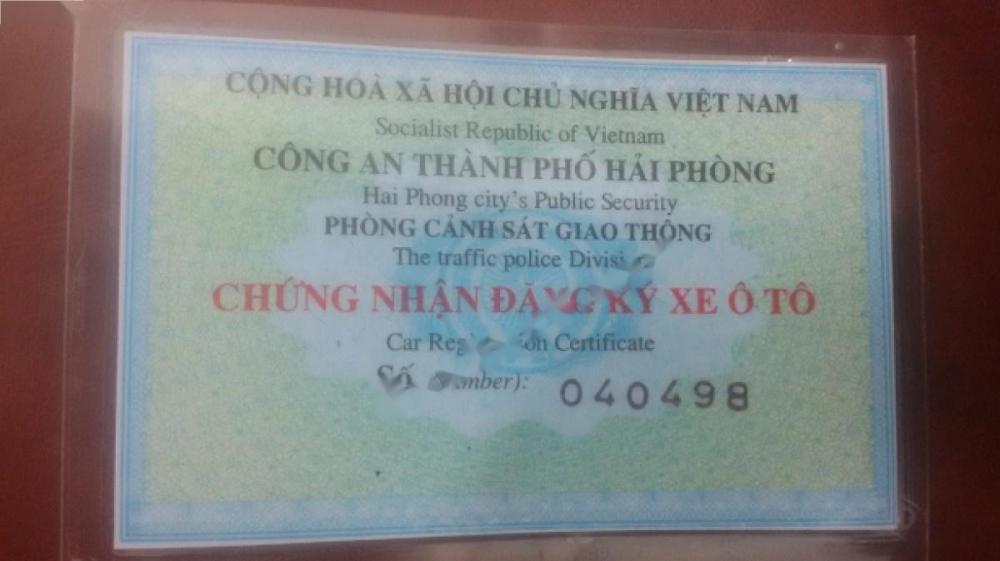 CỘNG HOÀ XÃ HỘI CHỦ NGHĨA VIỆT NAM
Socialist Republic of Vietnam
CÔNG AN THÀNH PHỐ HẢI PHÒNG
Hai Phong city's Public Security
PHÒNG CẢNH SÁT GIAO THÔNG
The traffic police
CHỨNG NHẬN ĐĂNG KÝ XE Ô TÔ
Car Certificate
Số 040498